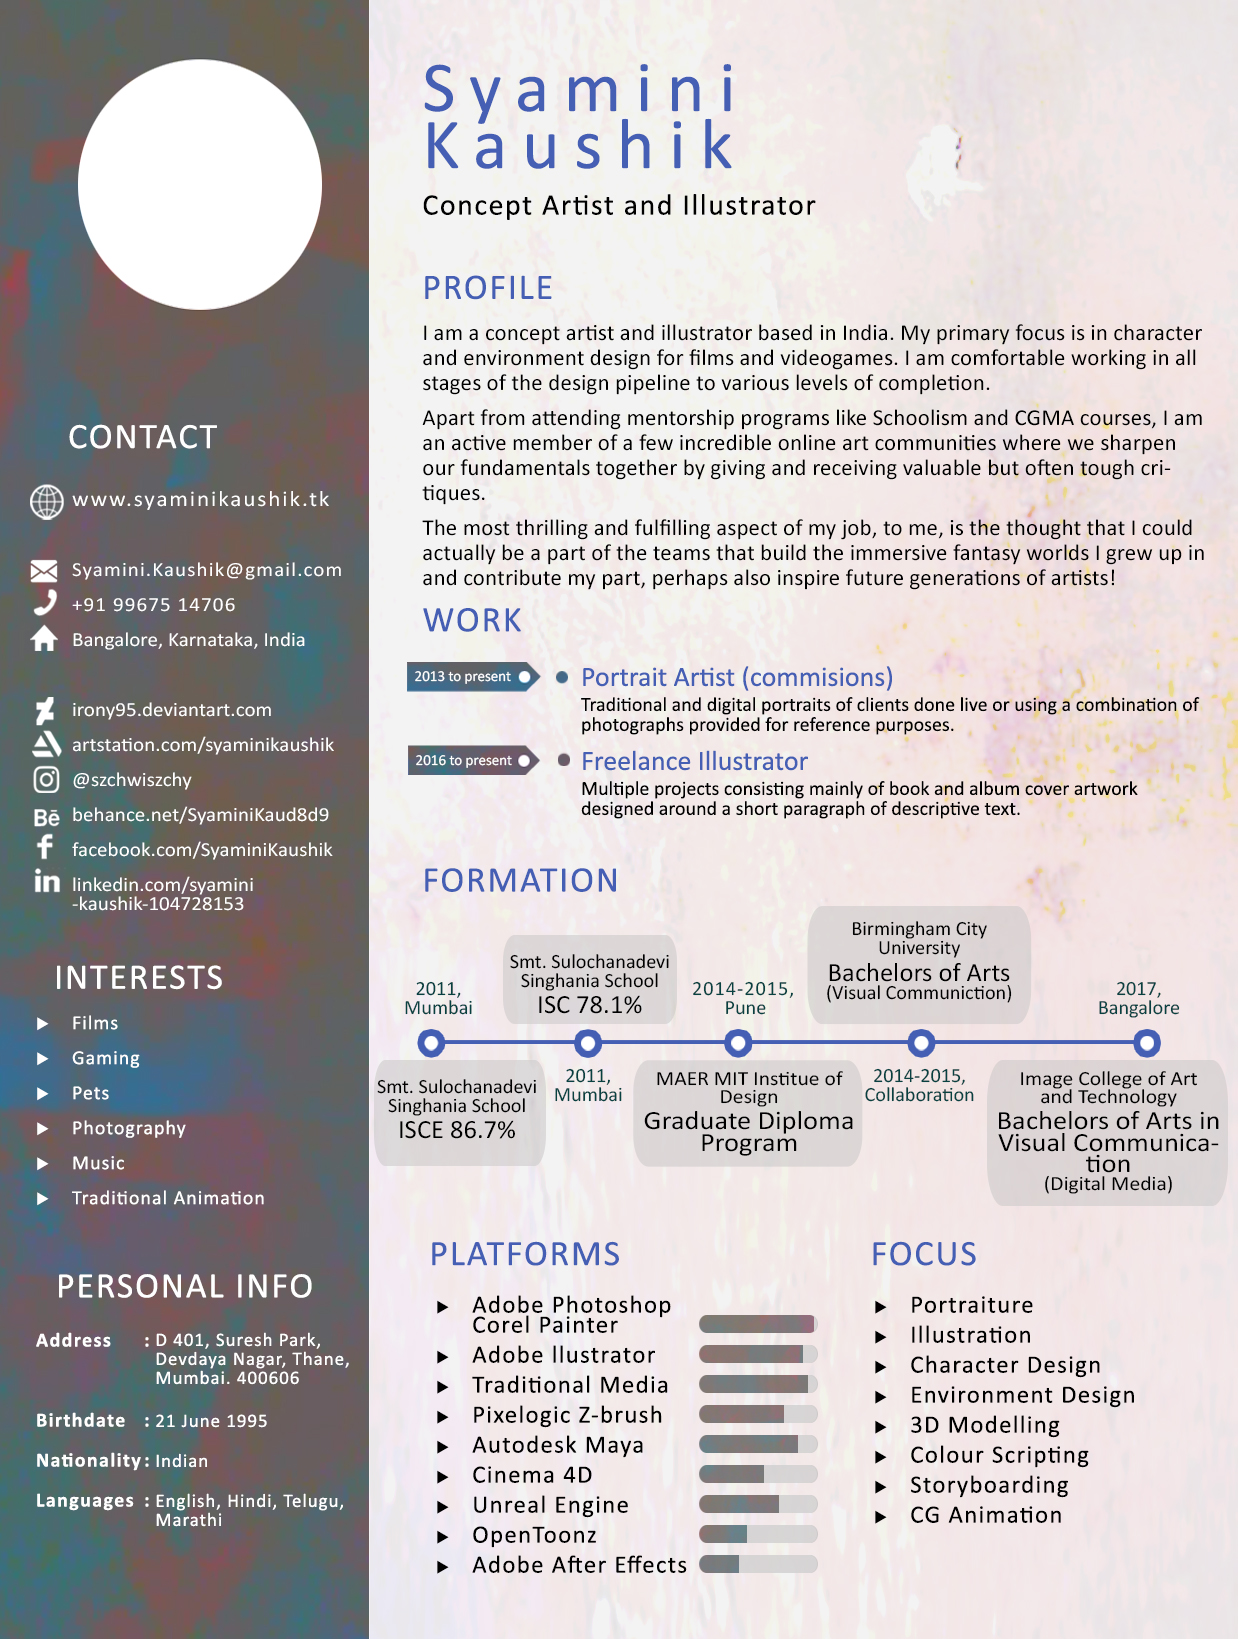 Syamini
Kaushik
Concept Artist and Illustrator
PROFILE
I am a concept artist and illustrator based in India. My primary focus is in character
and environment design for films and videogames. I am comfortable working in all
stages of the design pipeline to various levels of completion.
Apart from attending mentorship programs like Schoolism and CGMA courses, I am
an active member of a few incredible online art communities where we sharpen
our fundamentals together by giving and receiving valuable but often tough cri-
tiques.
The most thrilling and fulfilling aspect of my job, to me, is the thought that I could
actually be a part of the teams that build the immersive fantasy worlds I grew up in
and contribute my part, perhaps also inspire future generations of artists!
WORK
2013 to present
Portrait Artist (commisions)
Traditional and digital portraits of clients done live or using a combination of
photographs provided for reference purposes.
2016 to present
Freelance Illustrator
Multiple projects consisting mainly of book and album cover artwork
designed around a short paragraph of descriptive text.
FORMATION
2011,
Mumbai
Smt. Sulochanadevi
Singhania School
ISCE 86.7%
Smt. Sulochanadevi
Singhania School
ISC 78.1%
2011,
Mumbai
2014-2015,
Pune
MAER MIT Institue of
Design
Graduate Diploma
Program
Birmingham City
University
Bachelors of Arts
(Visual Communiction)
2014-2015,
Collaboration
2017,
Bangalore
Image College of Art
and Technology
Bachelors of Arts in
Visual Communica-
tion
(Digital Media)
PLATFORMS
Adobe Photoshop
Corel Painter
Adobe llustrator
Traditional Media
Pixelogic Z-brush
Autodesk Maya
Cinema 4D
Unreal Engine
OpenToonz
Adobe After Effects
FOCUS
Portraiture
Illustration
Character Design
Environment Design
3D Modelling
Colour Scripting
Storyboarding
CG Animation
CONTACT
www.syaminikaushik.tk
Syamini.Kaushik@gmail.com
+91 99675 14706
Bangalore, Karnataka, India
irony95.deviantart.com
artstation.com/syaminikaushik
@szchwiszchy
Bē behance.net/SyaminiKaud8d9
f facebook.com/SyaminiKaushik
in linkedin.com/syamini
-kaushik-104728153
INTERESTS
Films
Gaming
Pets
Photography
Music
Traditional Animation
PERSONAL INFO
Address : D 401, Suresh Park,
Devdaya Nagar, Thane,
Mumbai. 400606
Birthdate : 21 June 1995
Nationality : Indian
Languages : English, Hindi, Telugu,
Marathi